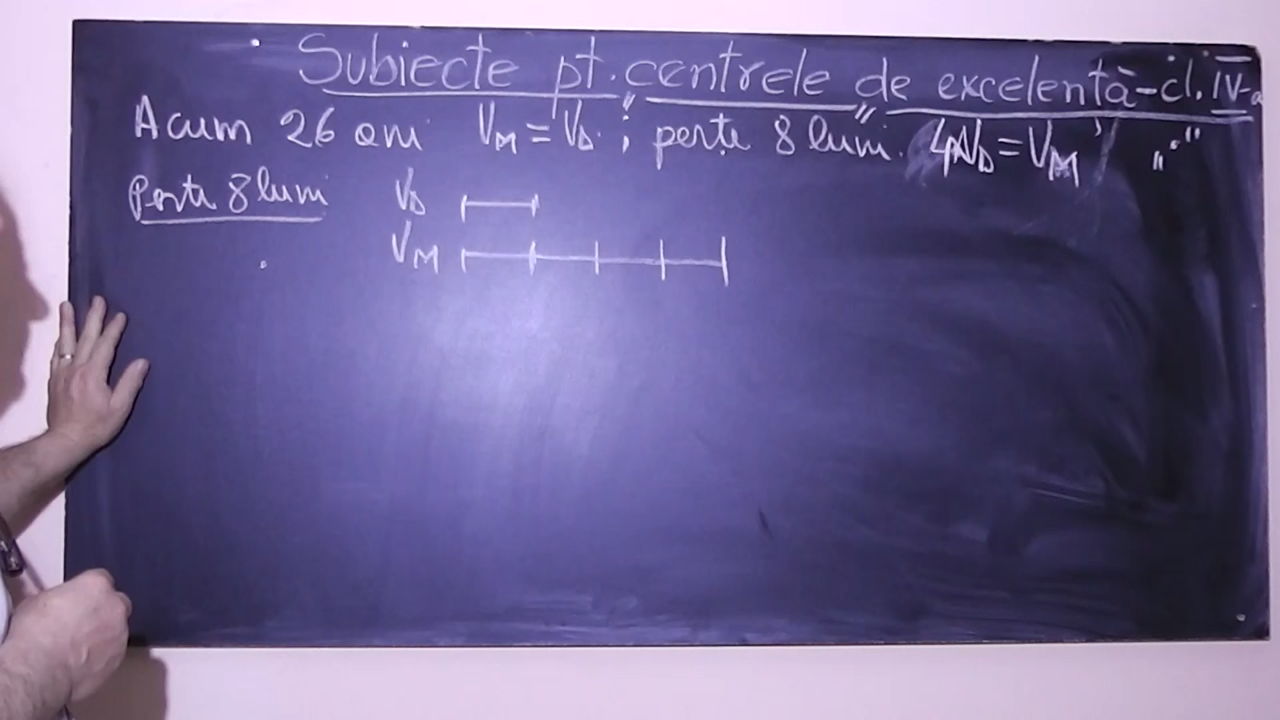 Subiecte pt. centrele de excelentă-cl. IV-a
Acum 26 ani VM = VD ; peste 8 luni 4VD = VM
Peste 8 luni VD
VM